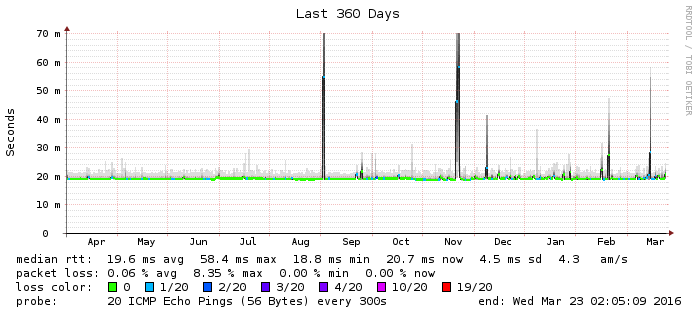 Last 360 Days
RRDTOOL / TOBI OETIKER
Seconds
70 m
60 m
50 m
40 m
30 m
20 m
10 m
0
Apr May Jun Jul Aug Sep Oct Nov Dec Jan Feb Mar
median rtt: 19.6 ms avg 58.4 ms max 18.8 ms min 20.7 ms now 4.5 ms sd 4.3 am/s
packet loss: 0.06 % avg 8.35 % max 0.00 % min 0.00 % now
loss color: 0 1/20 2/20 3/20 4/20 10/20 19/20
probe: 20 ICMP Echo Pings (56 Bytes) every 300s end: Wed Mar 23 02:05:09 2016